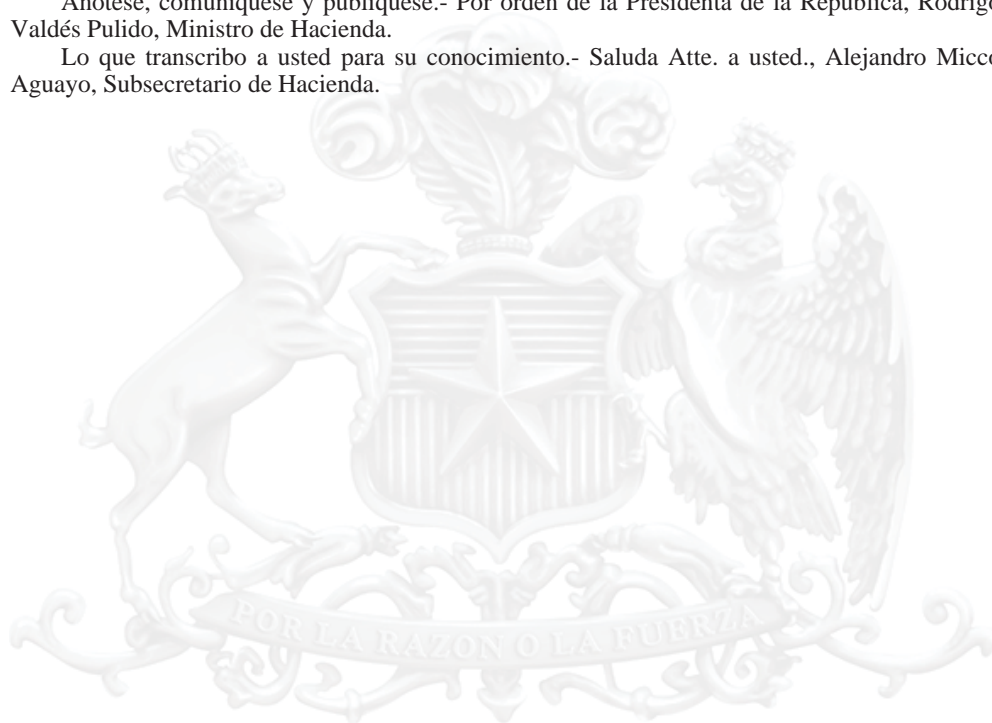 Anótese, comuníquese y publíquese.- Por orden de la Presidenta de la República, Rodrigo
Valdés Pulido, Ministro de Hacienda.
Lo que transcribo a usted para su conocimiento.- Saluda Atte. a usted., Alejandro Micco
Aguayo, Subsecretario de Hacienda.
POR LA RAZON O LA FUERZA